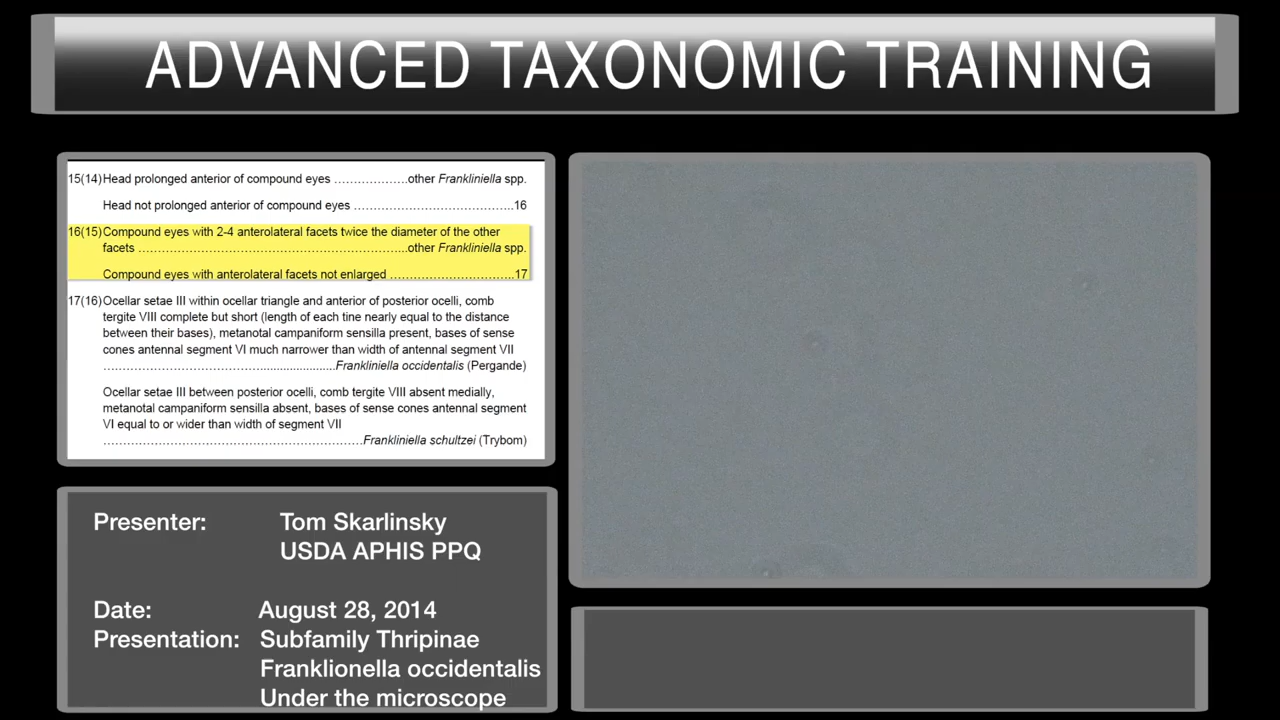 ADVANCED TAXONOMIC TRAINING
15(14) Head prolonged anterior of compound eyes ....................other Frankliniella spp.
Head not prolonged anterior of compound eyes ..........................................16
16(15) Compound eyes with 2-4 anterolateral facets twice the diameter of the other
facets ......................................................................other Frankliniella spp.
Compound eyes with anterolateral facets not enlarged .................................17
17(16) Ocellar setae III within ocellar triangle and anterior of posterior ocelli, comb
tergite VIII complete but short (length of each tine nearly equal to the distance
between their bases), metanotal campaniform sensilla present, bases of sense
cones antennal segment VI much narrower than width of antennal segment VII
............................................................Frankliniella occidentalis (Pergande)
Ocellar setae III between posterior ocelli, comb tergite VIII absent medially,
metanotal campaniform sensilla absent, bases of sense cones antennal segment
VI equal to or wider than width of segment VII
..................................................................Frankliniella schultzei (Trybom)
Presenter: Tom Skarlinsky
USDA APHIS PPQ
Date: August 28, 2014
Presentation: Subfamily Thripinae
Franklionella occidentalis
Under the microscope